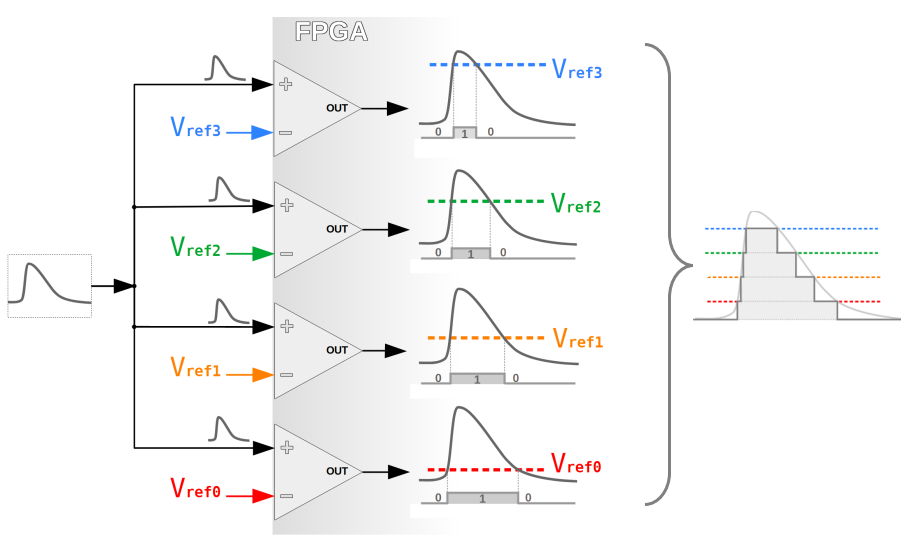 FPGA
Vref3
OUT
Vref3
0 1 0
Vref2
OUT
Vref2
0 1 0
Vref1
OUT
Vref1
0 1 0
Vref0
OUT
Vref0
0 1 0